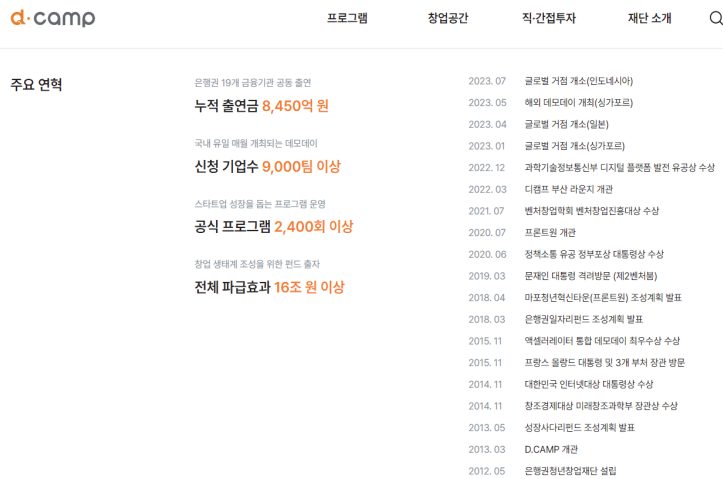 d·camp
프로그램
창업공간
직·간접투자
재단 소개
주요 연혁
은행권 19개 금융기관 공동 출연
누적 출연금 8,450억 원
국내 유일 매월 개최되는 데모데이
신청 기업수 9,000팀 이상
스타트업 성장을 돕는 프로그램 운영
공식 프로그램 2,400회 이상
창업 생태계 조성을 위한 펀드 출자
전체 파급효과 16조 원 이상
2023. 07 글로벌 거점 개소(인도네시아)
2023. 05 해외 데모데이 개최(싱가포르)
2023. 04 글로벌 거점 개소(일본)
2023. 01 글로벌 거점 개소(싱가포르)
2022. 12 과학기술정보통신부 디지털 플랫폼 발전 유공상 수상
2022. 03 디캠프 부산 라운지 개관
2021. 07 벤처창업학회 벤처창업진흥대상 수상
2020. 07 프론트원 개관
2020. 06 정책소통 유공 정부포상 대통령상 수상
2019. 03 문재인 대통령 격려방문 (제2벤처붐)
2018. 04 마포청년혁신타운(프론트원) 조성계획 발표
2018. 03 은행권일자리펀드 조성계획 발표
2015. 11 액셀러레이터 통합 데모데이 최우수상 수상
2015. 11 프랑스 올랑드 대통령 및 3개 부처 장관 방문
2014. 11 대한민국 인터넷대상 대통령상 수상
2014. 11 창조경제대상 미래창조과학부 장관상 수상
2013. 05 성장사다리펀드 조성계획 발표
2013. 03 D.CAMP 개관
2012. 05 은행권청년창업재단 설립